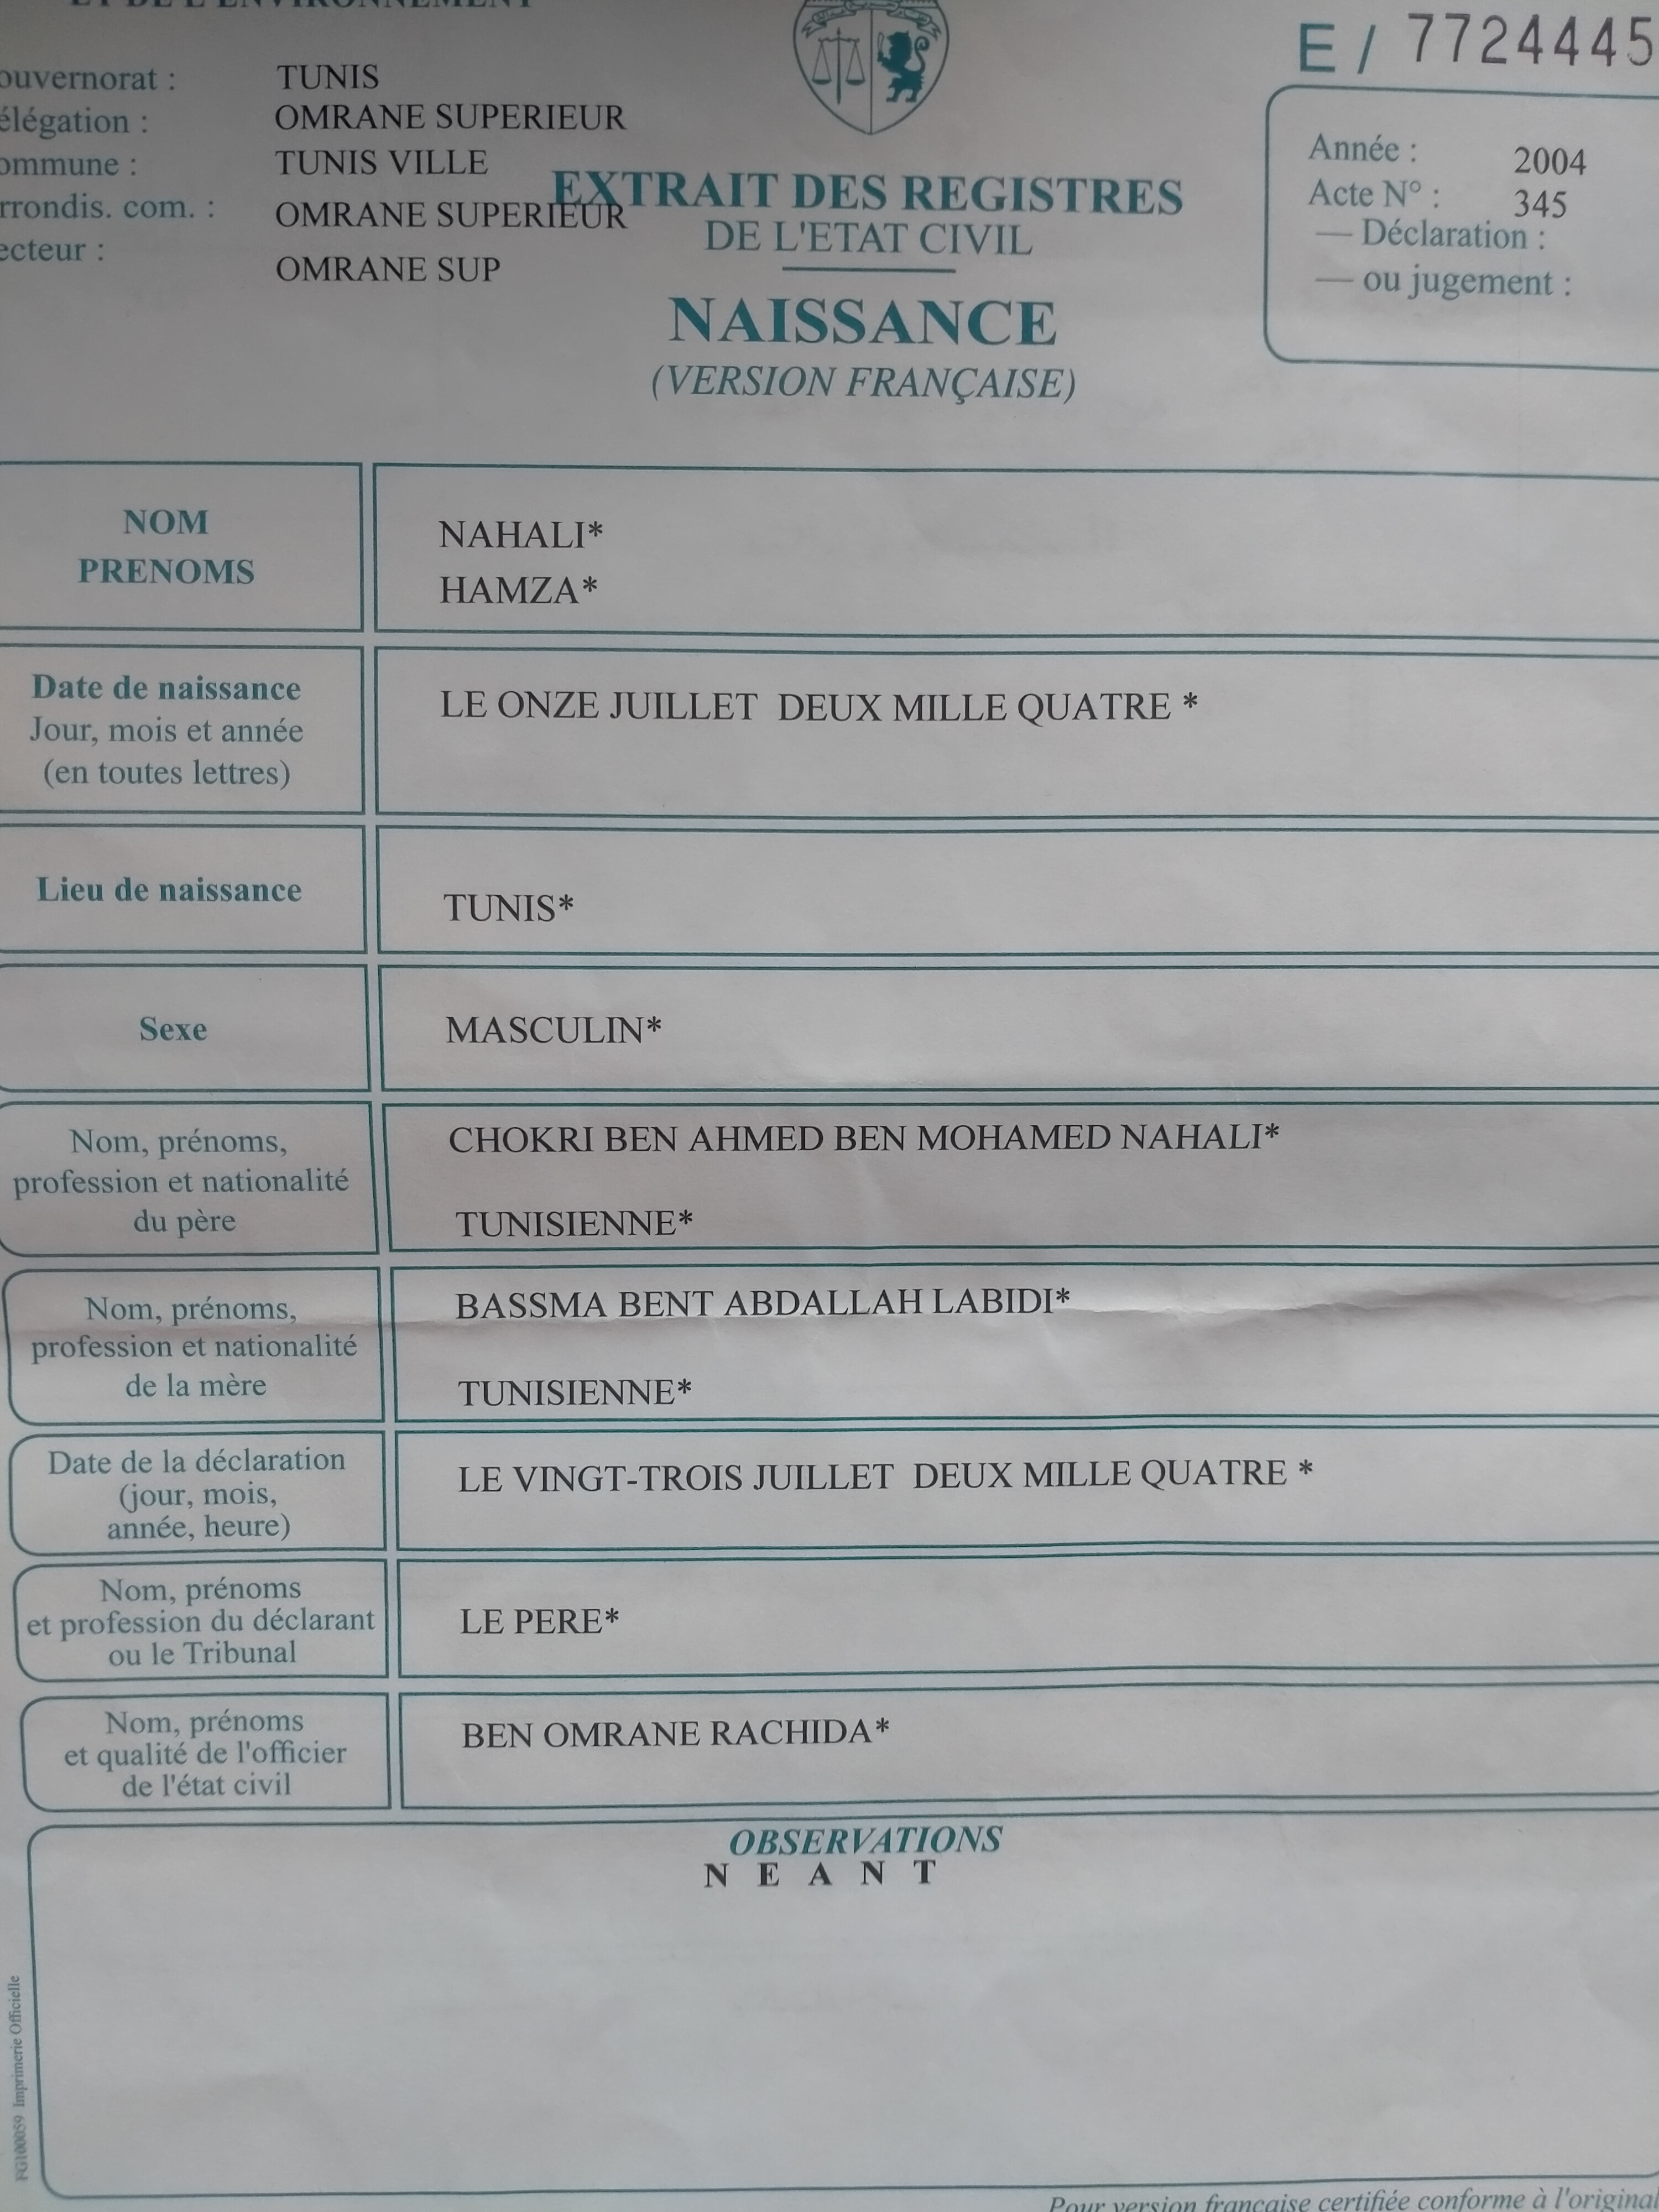 ET DE L'ENVIRONNEMENT
ouvernorat : TUNIS
élégation : OMRANE SUPERIEUR
ommune : TUNIS VILLE
rrondis. com. : OMRANE SUPERIEUR
ecteur : OMRANE SUP
E / 7724445
Année : 2004
Acte N° : 345
— Déclaration :
— ou jugement :
EXTRAIT DES REGISTRES
DE L'ETAT CIVIL
NAISSANCE
(VERSION FRANÇAISE)
NOM
PRENOMS
NAHALI*
HAMZA*
Date de naissance
Jour, mois et année
(en toutes lettres)
LE ONZE JUILLET DEUX MILLE QUATRE *
Lieu de naissance
TUNIS*
Sexe
MASCULIN*
Nom, prénoms,
profession et nationalité
du père
CHOKRI BEN AHMED BEN MOHAMED NAHALI*
TUNISIENNE*
Nom, prénoms,
profession et nationalité
de la mère
BASSMA BENT ABDALLAH LABIDI*
TUNISIENNE*
Date de la déclaration
(jour, mois,
année, heure)
LE VINGT-TROIS JUILLET DEUX MILLE QUATRE *
Nom, prénoms
et profession du déclarant
ou le Tribunal
LE PERE*
Nom, prénoms
et qualité de l'officier
de l'état civil
BEN OMRANE RACHIDA*
OBSERVATIONS
N E A N T
FG100059 Imprimerie Officielle
Pour version française certifiée conforme à l'original